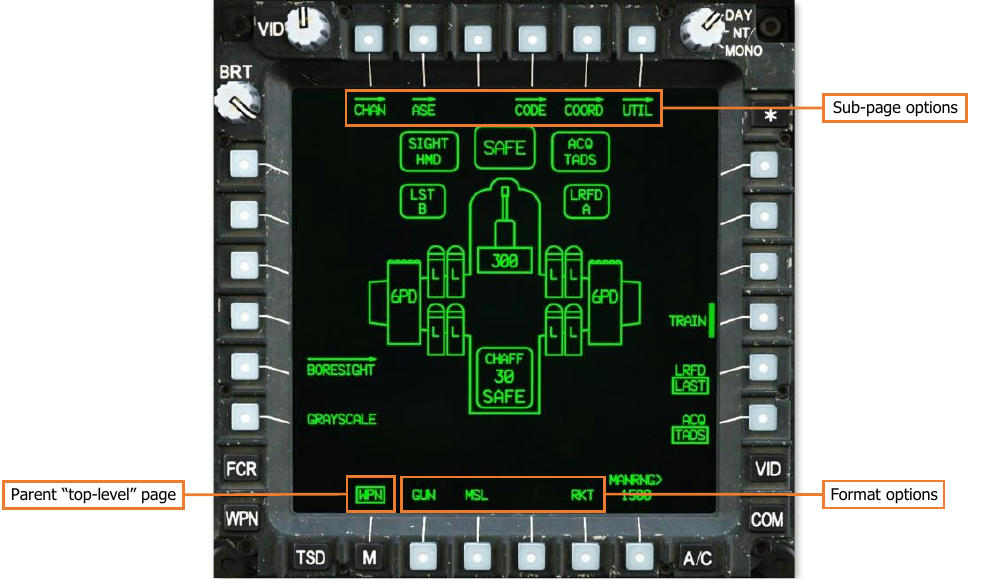 VID
DAY
NT
MONO
BRT
CHAN ASE CODE COORD UTIL
Sub-page options
*
SIGHT
HMD
SAFE
ACQ
TADS
LST
B
LRFD
A
300
L L L L
6PD 6PD
L L L L
TRAIN
CHAFF
30
SAFE
BORESIGHT
LRFD
LAST
GRAYSCALE
ACQ
TADS
FCR
VID
MANRNG>
1500
Parent “top-level” page
WPN GUN MSL RKT
Format options
WPN
COM
TSD M A/C